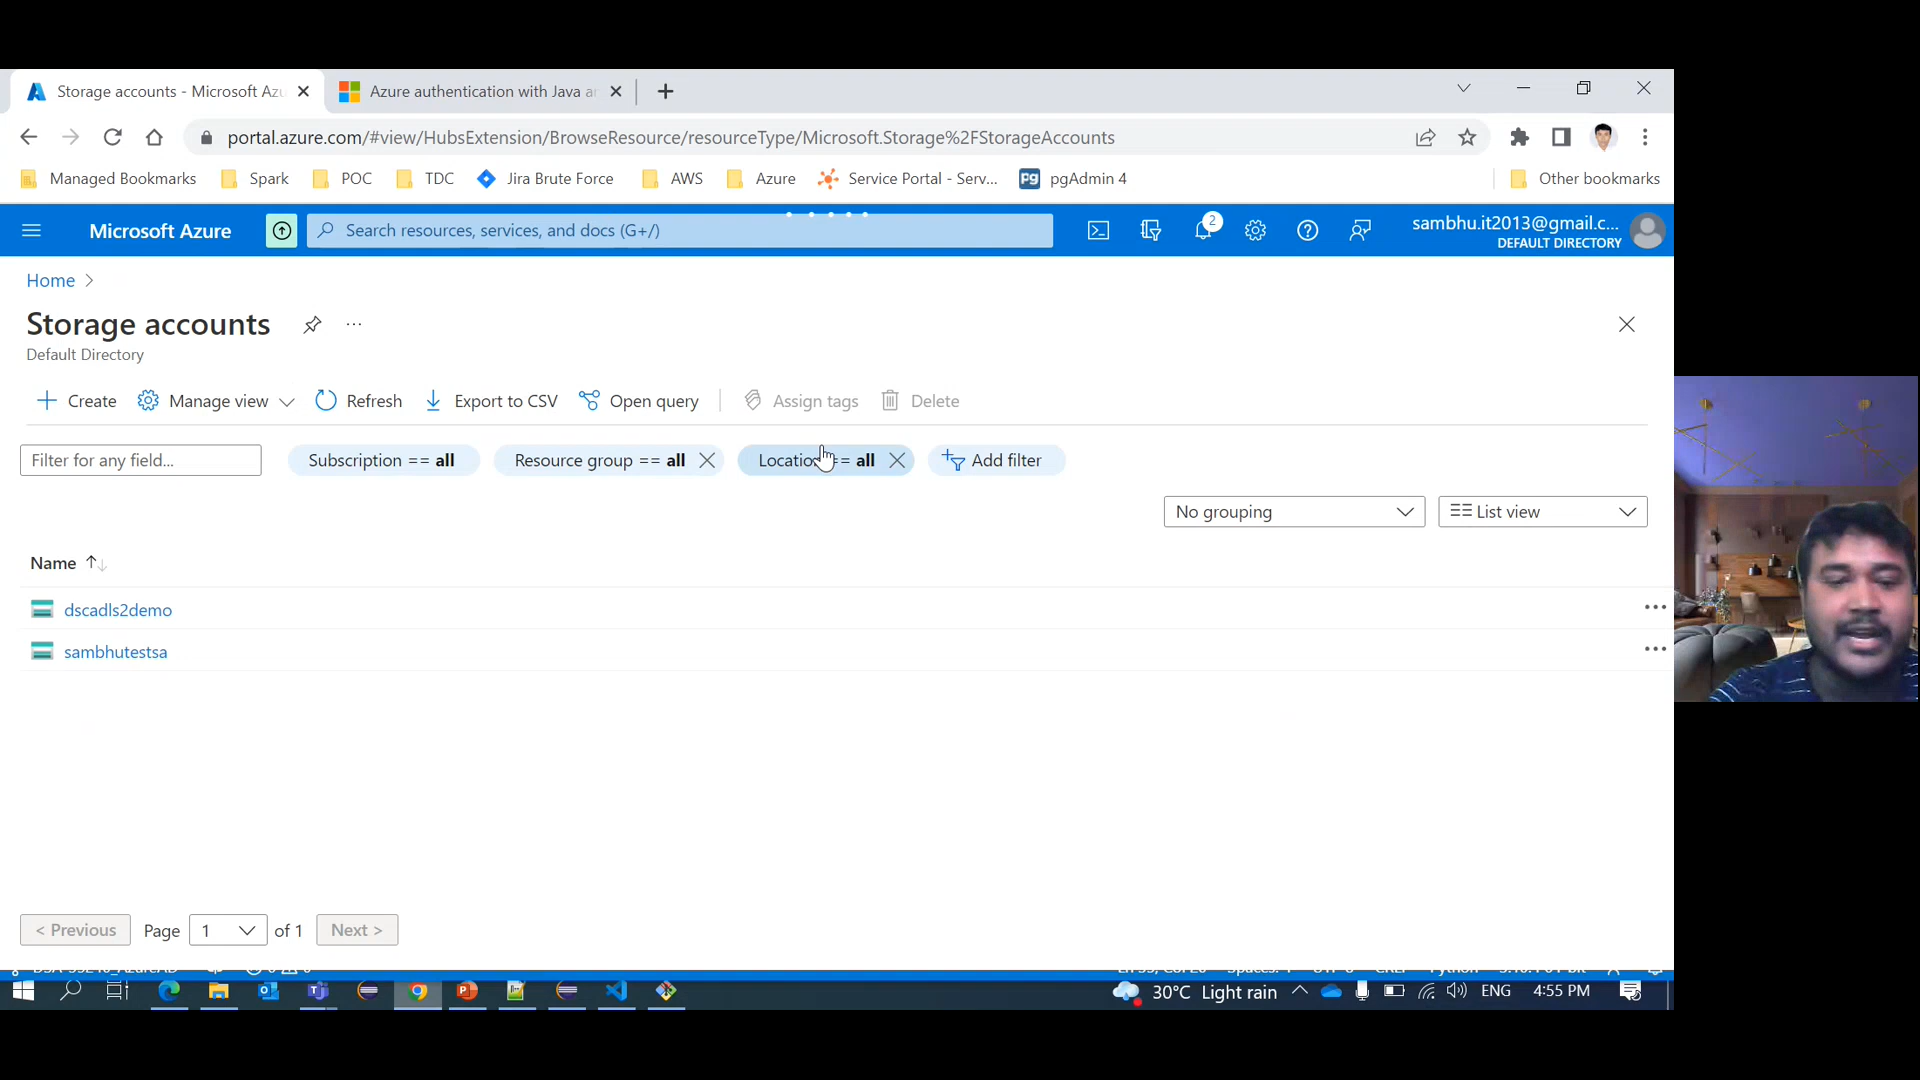 Storage accounts - Microsoft Azu
Azure authentication with Java a
portal.azure.com/#view/HubsExtension/BrowseResource/resourceType/Microsoft.Storage%2FStorageAccounts
Managed Bookmarks Spark POC TDC Jira Brute Force AWS Azure Service Portal - Serv... pgAdmin 4 Other bookmarks
Microsoft Azure Search resources, services, and docs (G+/) 2 sambhu.it2013@gmail.c...
DEFAULT DIRECTORY
Home >
Storage accounts ...
Default Directory
Create Manage view Refresh Export to CSV Open query Assign tags Delete
Filter for any field... Subscription == all Resource group == all Location == all Add filter
No grouping List view
Name
dscadls2demo
sambhutestsa
< Previous Page 1 of 1 Next >
30°C Light rain ENG 4:55 PM